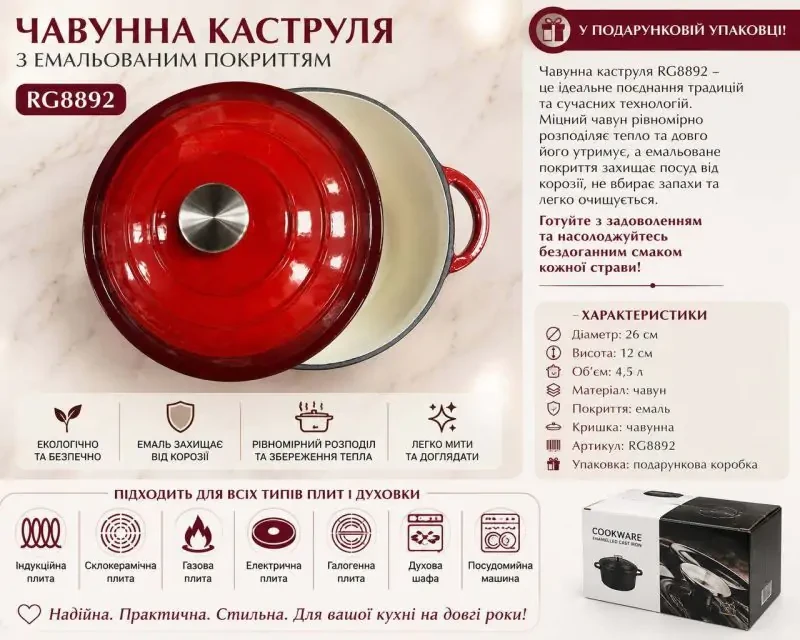 ЧАВУННА КАСТРУЛЯ
З ЕМАЛЬОВАНИМ ПОКРИТТЯМ
RG8892
У ПОДАРУНКОВІЙ УПАКОВЦІ!
Чавунна каструля RG8892 –
це ідеальне поєднання традицій
та сучасних технологій.
Міцний чавун рівномірно
розподіляє тепло та довго
його утримує, а емальоване
покриття захищає посуд від
корозії, не вбирає запахи та
легко очищується.
Готуйте з задоволенням
та насолоджуйтесь
бездоганним смаком
кожної страви!
– ХАРАКТЕРИСТИКИ
Діаметр: 26 см
Висота: 12 см
Об'єм: 4,5 л
Матеріал: чавун
Покриття: емаль
Кришка: чавунна
Артикул: RG8892
Упаковка: подарункова коробка
ЕКОЛОГІЧНО
ТА БЕЗПЕЧНО
ЕМАЛЬ ЗАХИЩАЄ
ВІД КОРОЗІЇ
РІВНОМІРНИЙ РОЗПОДІЛ
ТА ЗБЕРЕЖЕННЯ ТЕПЛА
ЛЕГКО МИТИ
ТА ДОГЛЯДАТИ
ПІДХОДИТЬ ДЛЯ ВСІХ ТИПІВ ПЛИТ І ДУХОВКИ
Індукційна
плита
Склокерамічна
плита
Газова
плита
Електрична
плита
Галогенна
плита
Духова
шафа
Посудомийна
машина
Надійна. Практична. Стильна. Для вашої кухні на довгі роки!
COOKWARE
ENAMELLED CAST IRON